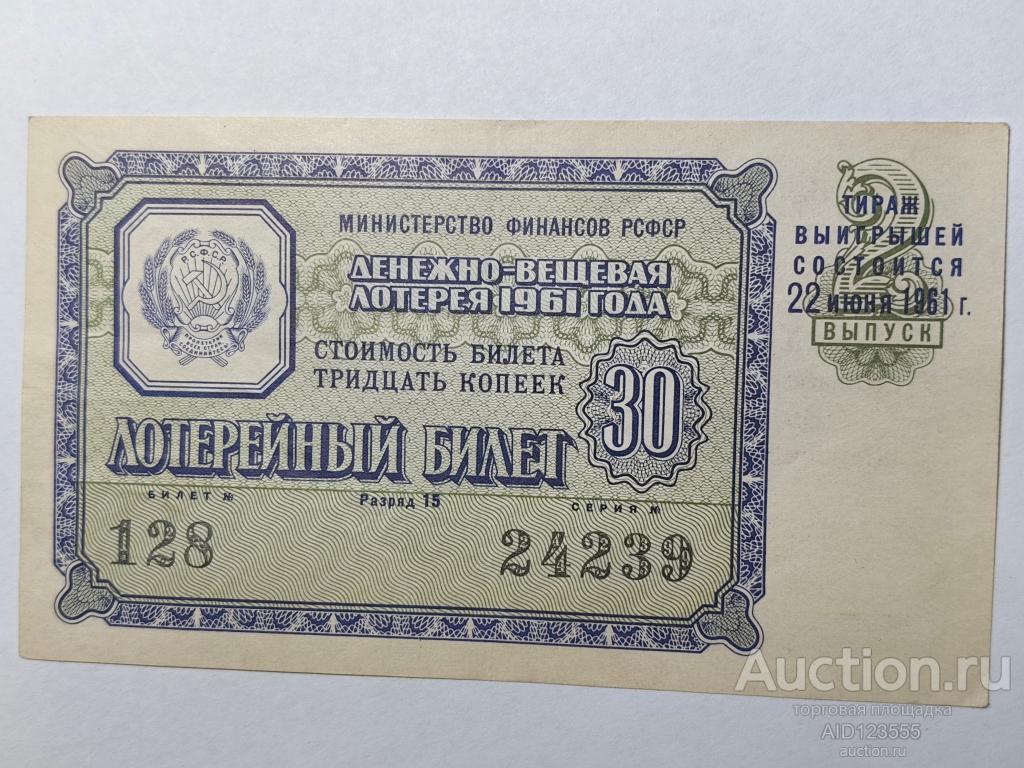 МИНИСТЕРСТВО ФИНАНСОВ РСФСР
ДЕНЕЖНО-ВЕЩЕВАЯ
ЛОТЕРЕЯ 1961 ГОДА
СТОИМОСТЬ БИЛЕТА
ТРИДЦАТЬ КОПЕЕК
30
ЛОТЕРЕЙНЫЙ БИЛЕТ
БИЛЕТ № Разряд 15 СЕРИЯ №
128 24239
РСФСР
2
ТИРАЖ
ВЫИГРЫШЕЙ
СОСТОИТСЯ
22 ИЮНЯ 1961 г.
ВЫПУСК
Auction.ru
торговая площадка
AID123555
auction.ru